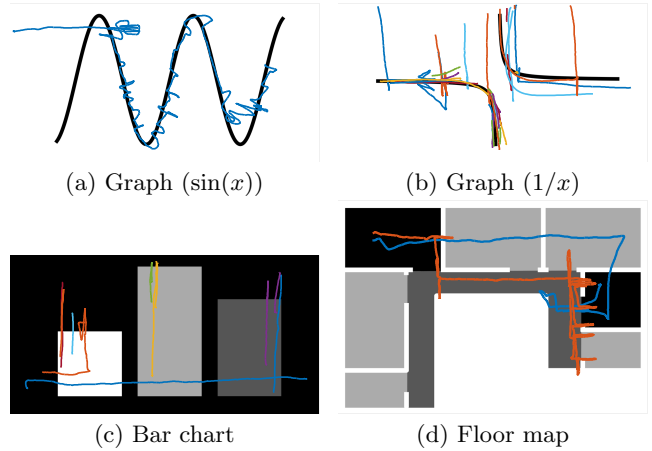 (a) Graph (sin(x))
(b) Graph (1/x)
(c) Bar chart
(d) Floor map